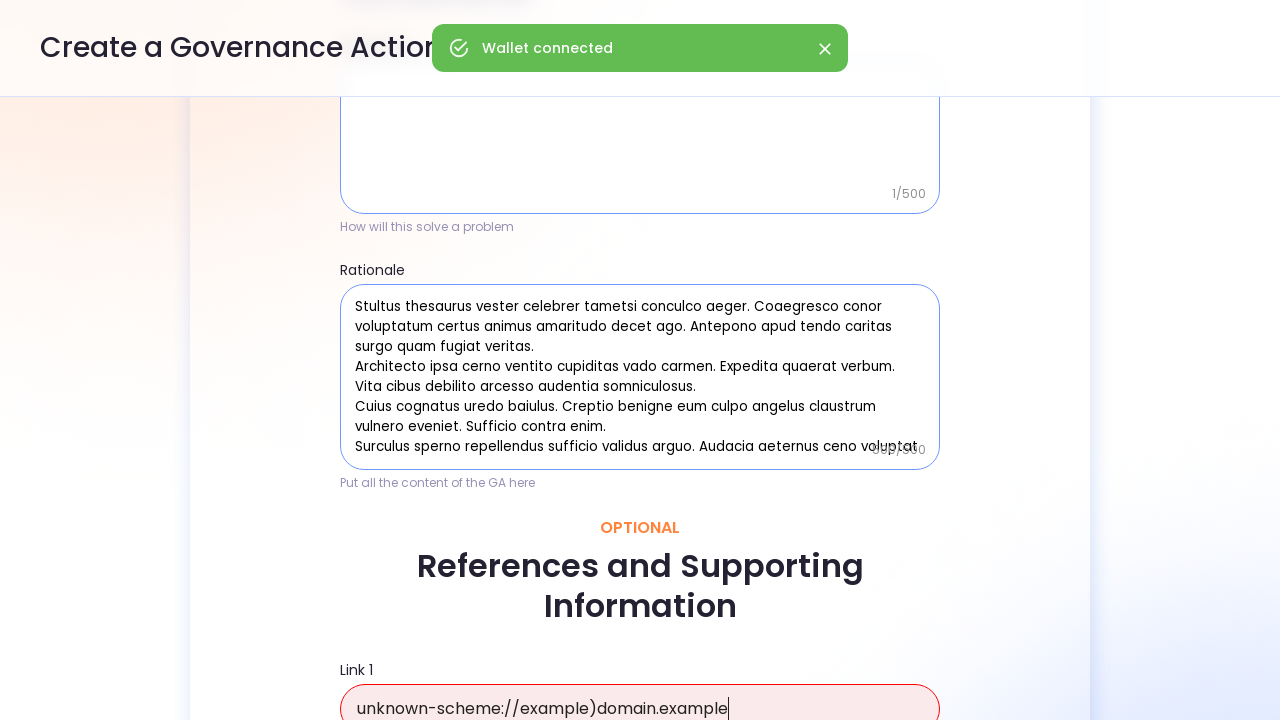 Create a Governance Action
Wallet connected
1/500
How will this solve a problem
Rationale
Stultus thesaurus vester celebrer tametsi conculco aeger. Coaegresco conor
voluptatum certus animus amaritudo decet ago. Antepono apud tendo caritas
surgo quam fugiat veritas.
Architecto ipsa cerno ventito cupiditas vado carmen. Expedita quaerat verbum.
Vita cibus debilito arcesso audentia somniculosus.
Cuius cognatus uredo baiulus. Creptio benigne eum culpo angelus claustrum
vulnero eveniet. Sufficio contra enim.
Surculus sperno repellendus sufficio validus arguo. Audacia aeternus ceno voluptat
Put all the content of the GA here
OPTIONAL
References and Supporting
Information
Link 1
unknown-scheme://example)domain.example